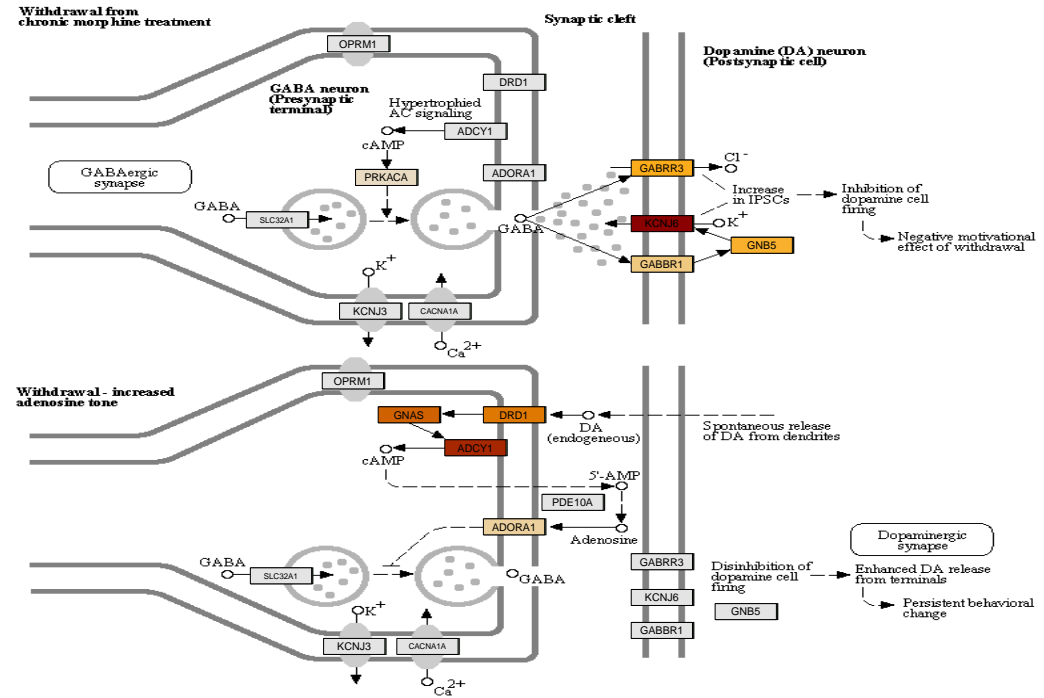 Withdrawal from
chronic morphine treatment
OPRM1
Synaptic cleft
Dopamine (DA) neuron
(Postsynaptic cell)
GABA neuron
(Presynaptic
terminal)
DRD1
Hypertrophied
AC signaling
ADCY1
cAMP
PRKACA
ADORA1
GABAergic
synapse
GABA
SLC32A1
GABA
GABRR3
Cl -
Increase
in IPSCs
Inhibition of
dopamine cell
firing
KCNJ6
K+
GNB5
GABBR1
Negative motivational
effect of withdrawal
K+
KCNJ3
CACNA1A
Ca2+
Withdrawal - increased
adenosine tone
OPRM1
GNAS
DRD1
DA
(endogeneous)
Spontaneous release
of DA from dendrites
ADCY1
cAMP
5'-AMP
PDE10A
ADORA1
Adenosine
GABA
SLC32A1
GABA
GABRR3
KCNJ6
GABBR1
Disinhibition of
dopamine cell
firing
GNB5
Dopaminergic
synapse
Enhanced DA release
from terminals
Persistent behavioral
change
K+
KCNJ3
CACNA1A
Ca2+